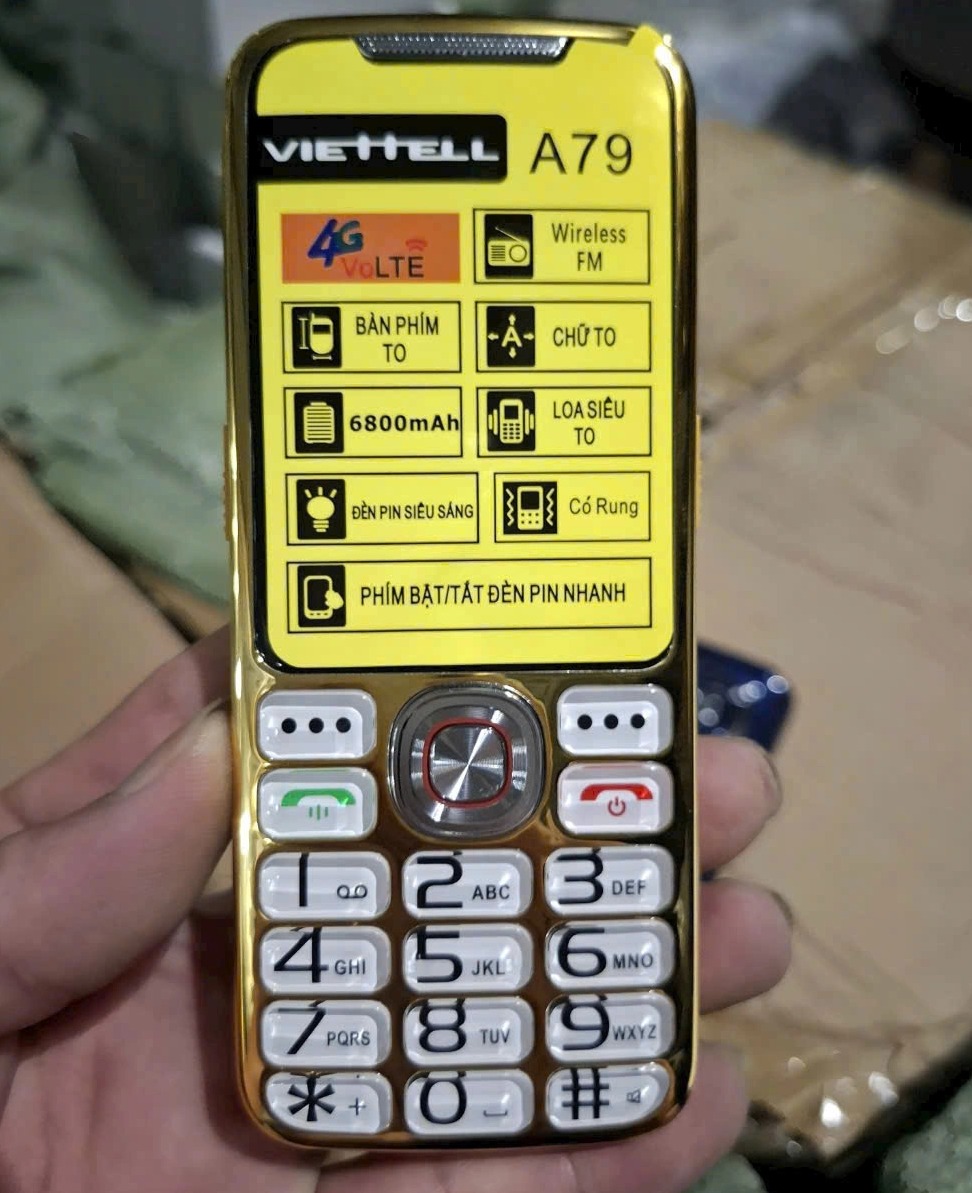 VIETTELL A79
4G
VoLTE
Wireless
FM
BÀN PHÍM
TO
CHỮ TO
6800mAh
LOA SIÊU
TO
ĐÈN PIN SIÊU SÁNG
Có Rung
PHÍM BẬT/TẮT ĐÈN PIN NHANH
1
2 ABC
3 DEF
4 GHI
5 JKL
6 MNO
7 PQRS
8 TUV
9 WXYZ
* +
0
#